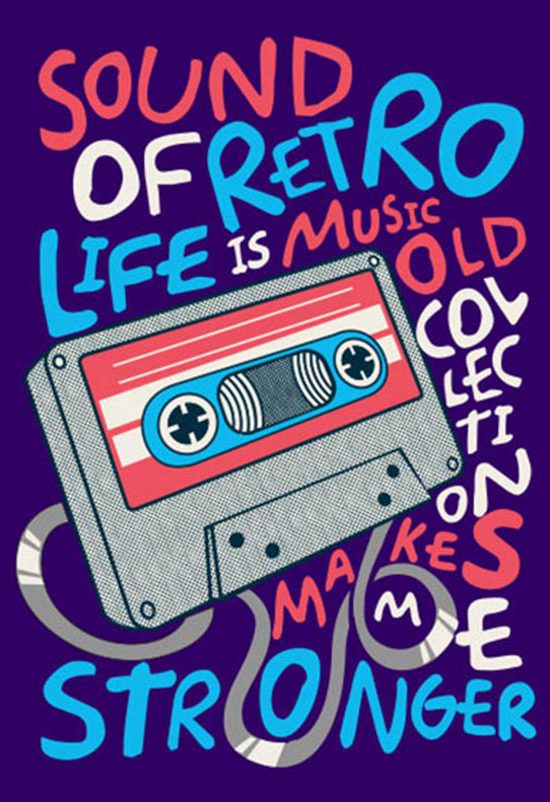 SOUND
OF RETRO
LIFE IS MUSIC
OLD
COL
LEC
TI
ON
MAKES
ME
STRONGER